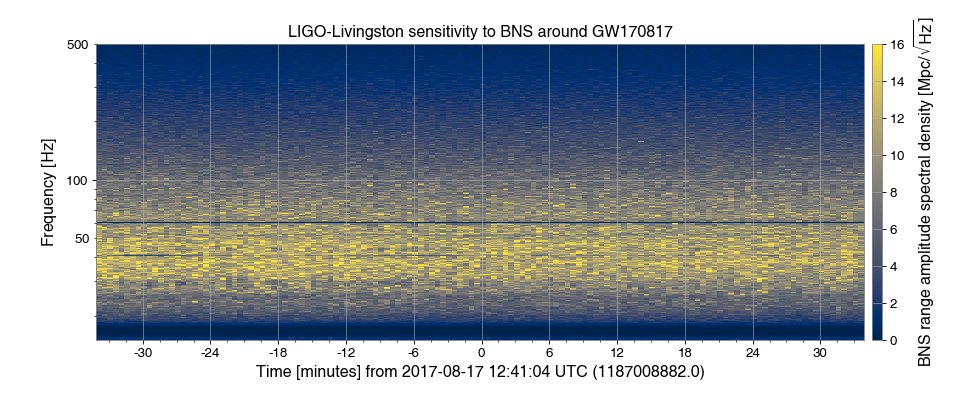 LIGO-Livingston sensitivity to BNS around GW170817
500
100
50
Frequency [Hz]
-30 -24 -18 -12 -6 0 6 12 18 24 30
Time [minutes] from 2017-08-17 12:41:04 UTC (1187008882.0)
16
14
12
10
8
6
4
2
0
BNS range amplitude spectral density [Mpc/√Hz]